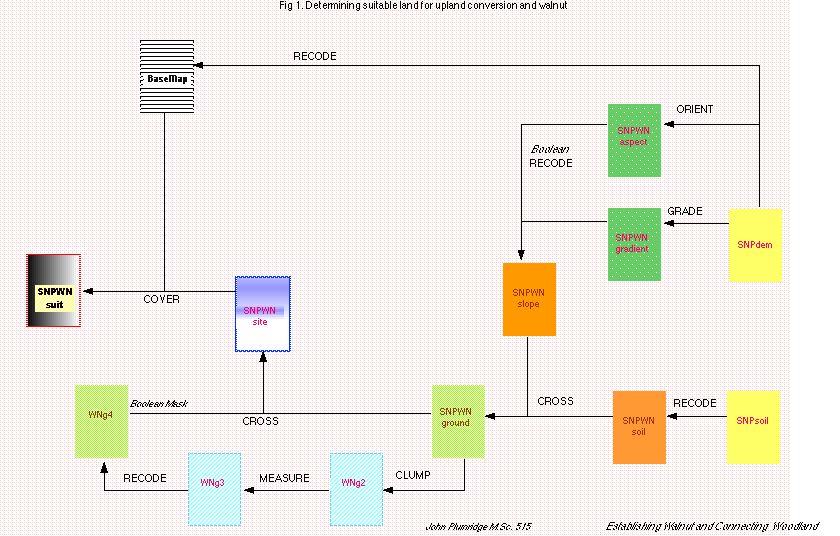 Fig 1. Determining suitable land for upland conversion and walnut
RECODE
BaseMap
ORIENT
SNPWN
aspect
Boolean
RECODE
GRADE
SNPWN
gradient
SNPdem
SNPWN
slope
SNPWN
suit
COVER
SNPWN
site
WNg4
Boolean Mask
CROSS
SNPWN
ground
CROSS
SNPWN
soil
RECODE
SNPsoil
RECODE
WNg3
MEASURE
WNg2
CLUMP
John Plumridge M.Sc. 515
Establishing Walnut and Connecting Woodland